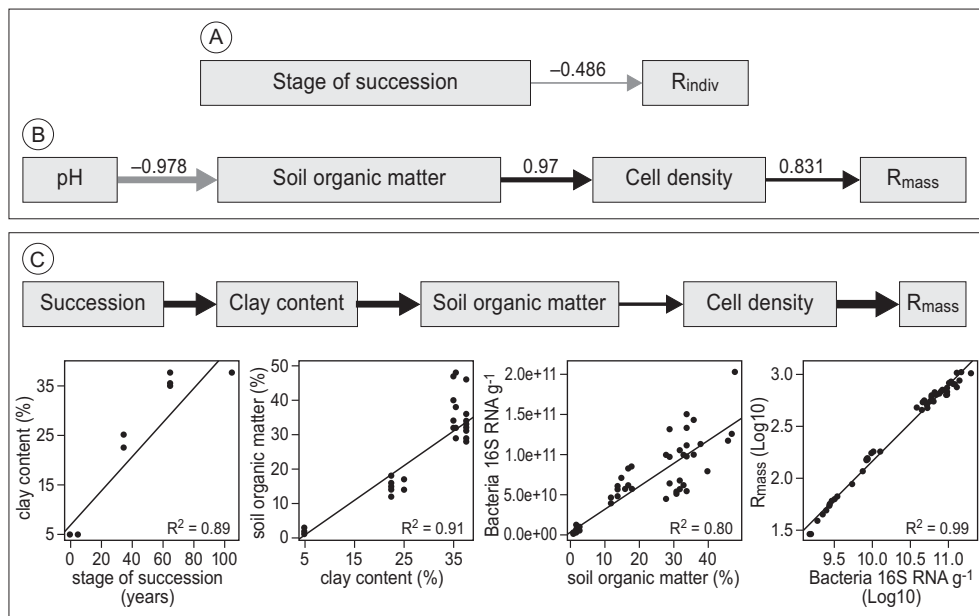 A
Stage of succession
−0.486
Rindiv
B
pH
−0.978
Soil organic matter
0.97
Cell density
0.831
Rmass
C
Succession
Clay content
Soil organic matter
Cell density
Rmass
clay content (%)
35
25
15
5
R² = 0.89
0 20 40 60 80 100
stage of succession
(years)
soil organic matter (%)
50
40
30
20
10
0
R² = 0.91
5 15 25 35
clay content (%)
Bacteria 16S RNA g-1
2.0e+11
1.5e+11
1.0e+11
5.0e+10
0.0e+00
R² = 0.80
0 10 20 30 40
soil organic matter (%)
Rmass (Log10)
3.0
2.5
2.0
1.5
R² = 0.99
9.5 10.0 10.5 11.0
Bacteria 16S RNA g-1
(Log10)